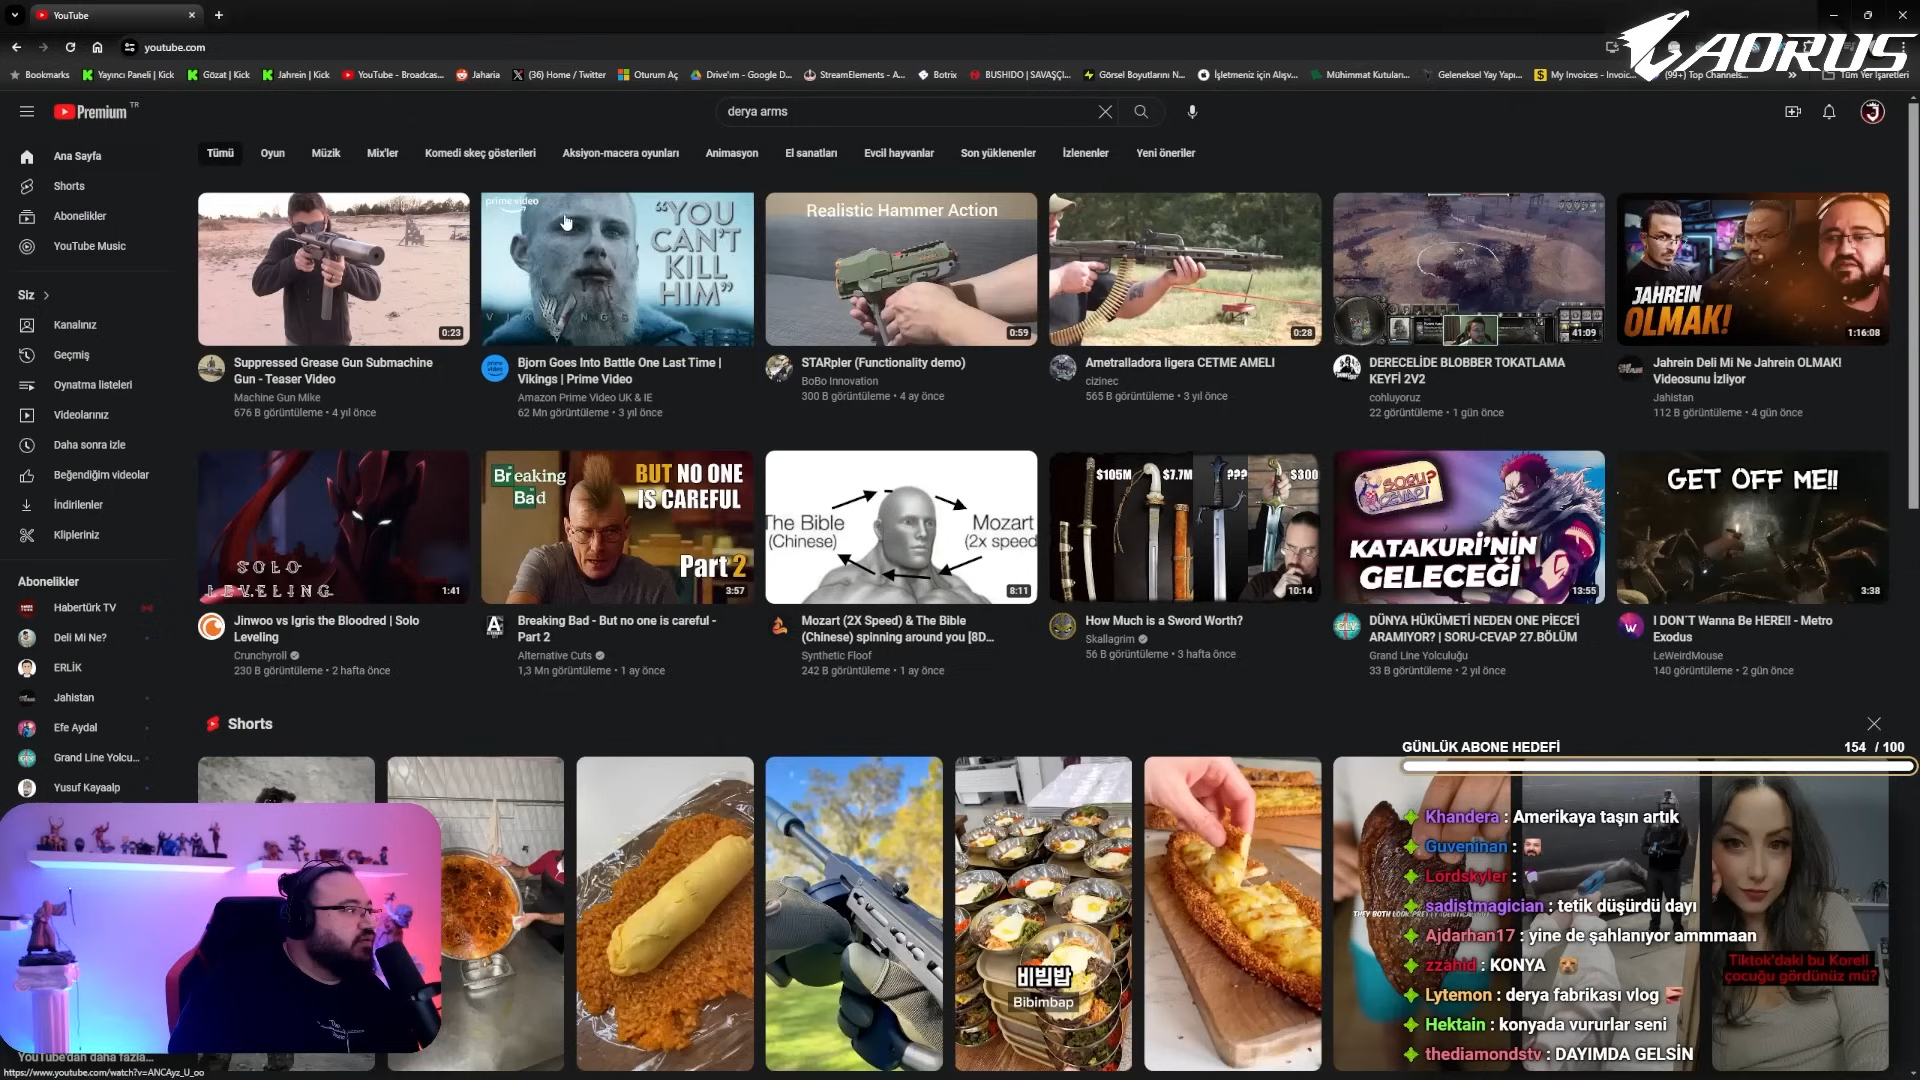 YouTube
youtube.com
AORUS
Bookmarks
Yayıncı Paneli | Kick
Gözat | Kick
Jahrein | Kick
YouTube - Broadcas...
Jaharia
(36) Home / Twitter
Oturum Aç
Drive'ım - Google D...
StreamElements - A...
Botrix
BUSHIDO | SAVAŞÇI...
Görsel Boyutlarını N...
İşletmeniz için Alışv...
Mühimmat Kutuları...
Geleneksel Yay Yapı...
My Invoices - Invoic...
(99+) Top Channels...
Tüm Yer İşaretleri
Premium TR
derya arms
Ana Sayfa
Shorts
Abonelikler
YouTube Music
Siz
Kanalınız
Geçmiş
Oynatma listeleri
Videolarınız
Daha sonra izle
Beğendiğim videolar
İndirilenler
Klipleriniz
Abonelikler
Habertürk TV
Deli Mi Ne?
ERLİK
Jahistan
Efe Aydal
Grand Line Yolcu...
Yusuf Kayaalp
YouTube'dan daha fazla...
Tümü
Oyun
Müzik
Mix'ler
Komedi skeç gösterileri
Aksiyon-macera oyunları
Animasyon
El sanatları
Evcil hayvanlar
Son yüklenenler
İzlenenler
Yeni öneriler
0:23
Suppressed Grease Gun Submachine
Gun - Teaser Video
Machine Gun Mike
676 B görüntüleme • 4 yıl önce
prime video
"YOU
CAN'T
KILL
HIM"
VIKINGS
Bjorn Goes Into Battle One Last Time |
Vikings | Prime Video
Amazon Prime Video UK & IE
62 Mn görüntüleme • 3 yıl önce
Realistic Hammer Action
0:59
STARpler (Functionality demo)
BoBo Innovation
300 B görüntüleme • 4 ay önce
0:28
Ametralladora ligera CETME AMELI
cizinec
565 B görüntüleme • 3 yıl önce
41:09
DERECELİDE BLOBBER TOKATLAMA
KEYFİ 2V2
cohluyoruz
22 görüntüleme • 1 gün önce
JAHREIN
OLMAK!
1:16:08
Jahrein Deli Mi Ne Jahrein OLMAK!
Videosunu İzliyor
Jahistan
112 B görüntüleme • 4 gün önce
SOLO
LEVELING
1:41
Jinwoo vs Igris the Bloodred | Solo
Leveling
Crunchyroll
230 B görüntüleme • 2 hafta önce
Breaking
Bad
BUT NO ONE
IS CAREFUL
Part 2
3:57
Breaking Bad - But no one is careful -
Part 2
Alternative Cuts
1,3 Mn görüntüleme • 1 ay önce
The Bible
(Chinese)
Mozart
(2x speed
8:11
Mozart (2X Speed) & The Bible
(Chinese) spinning around you [8D...
Synthetic Floof
242 B görüntüleme • 1 ay önce
$105M
$7.7M
???
$300
10:14
How Much is a Sword Worth?
Skallagrim
56 B görüntüleme • 3 hafta önce
SORU?
CEVAP!
KATAKURİ'NİN
GELECEĞİ
13:55
DÜNYA HÜKÜMETİ NEDEN ONE PIECE'İ
ARAMIYOR? | SORU-CEVAP 27.BÖLÜM
Grand Line Yolculuğu
33 B görüntüleme • 2 yıl önce
GET OFF ME!!
3:38
I DON'T Wanna Be HERE!! - Metro
Exodus
LeWeirdMouse
140 görüntüleme • 2 gün önce
Shorts
비빔밥
Bibimbap
GÜNLÜK ABONE HEDEFİ
154 / 100
Khandera : Amerikaya taşın artık
Guveninan :
Lordskyler :
sadistmagician : tetik düşürdü dayı
Ajdarhan17 : yine de şahlanıyor ammmaan
zzahid : KONYA
Lytemon : derya fabrikası vlog
Hektain : konyada vururlar seni
thediamondstv : DAYIMDA GELSİN
Tiktok'daki bu Koreli
çocuğu gördünüz mü?
https://www.youtube.com/watch?v=ANCAyz_U_oo